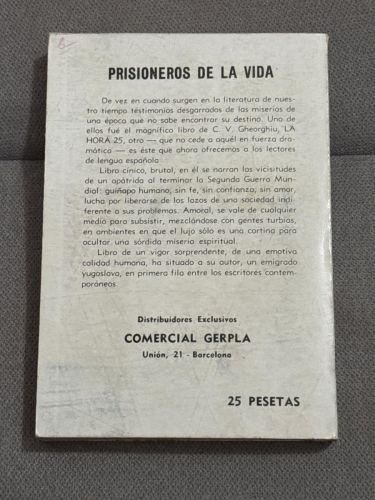 PRISIONEROS DE LA VIDA
De vez en cuando surgen en la literatura de nues-
tro tiempo testimonios desgarrados de las miserias de
una época que no sabe encontrar su destino. Uno de
ellos fué el magnífico libro de C. V. Gheorghiu, LA
HORA 25, otro — que no cede a aquél en fuerza dra-
mática — es éste que ahora ofrecemos a los lectores
de lengua española.
Libro cínico, brutal, en él se narran las vicisitudes
de un apátrida al terminar la Segunda Guerra Mun-
dial: guiñapo humano, sin fe, sin confianza, sin amor,
lucha por liberarse de los lazos de una sociedad indi-
ferente a sus problemas. Amoral, se vale de cualquier
medio para subsistir, mezclándose con gentes turbias,
en ambientes en que el lujo sólo es una cortina para
ocultar una sórdida miseria espiritual.
Libro de un vigor sorprendente, de una emotiva
calidad humana, ha situado a su autor, un emigrado
yugoslavo, en primera fila entre los escritores contem-
poráneos.
Distribuidores Exclusivos
COMERCIAL GERPLA
Unión, 21 - Barcelona
25 PESETAS